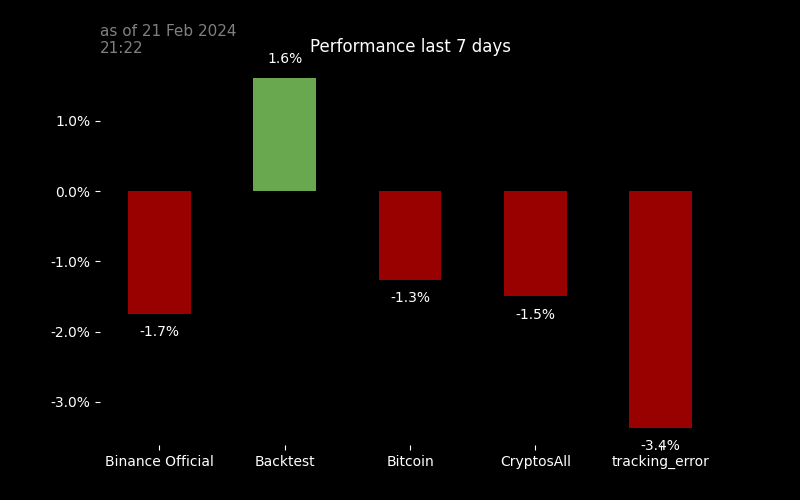 as of 21 Feb 2024
21:22
Performance last 7 days
1.6%
1.0%
0.0%
-1.0%
-2.0%
-3.0%
-1.7%
-1.3%
-1.5%
-3.4%
Binance Official
Backtest
Bitcoin
CryptosAll
tracking_error